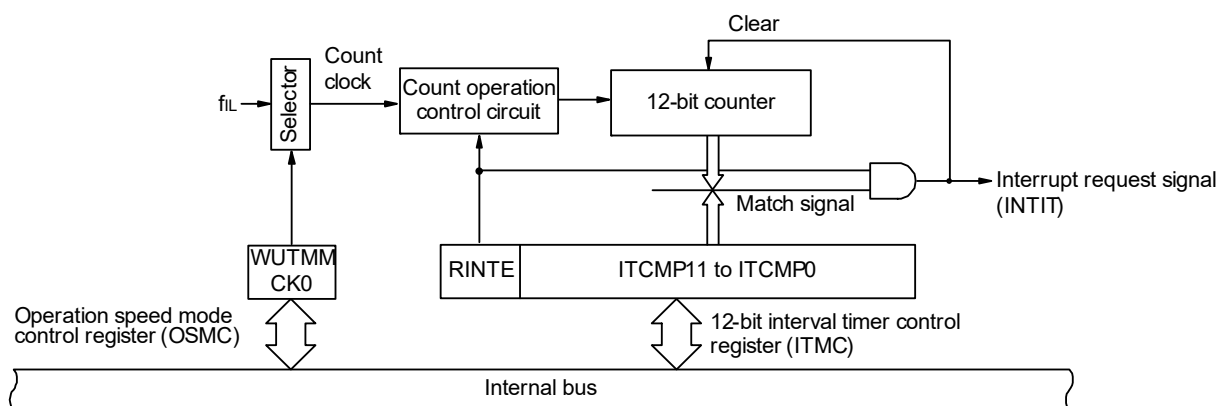 Clear
Count
clock
Selector
fIL
Count operation
control circuit
12-bit counter
Match signal
Interrupt request signal
(INTIT)
WUTMM
CK0
RINTE
ITCMP11 to ITCMP0
Operation speed mode
control register (OSMC)
12-bit interval timer control
register (ITMC)
Internal bus